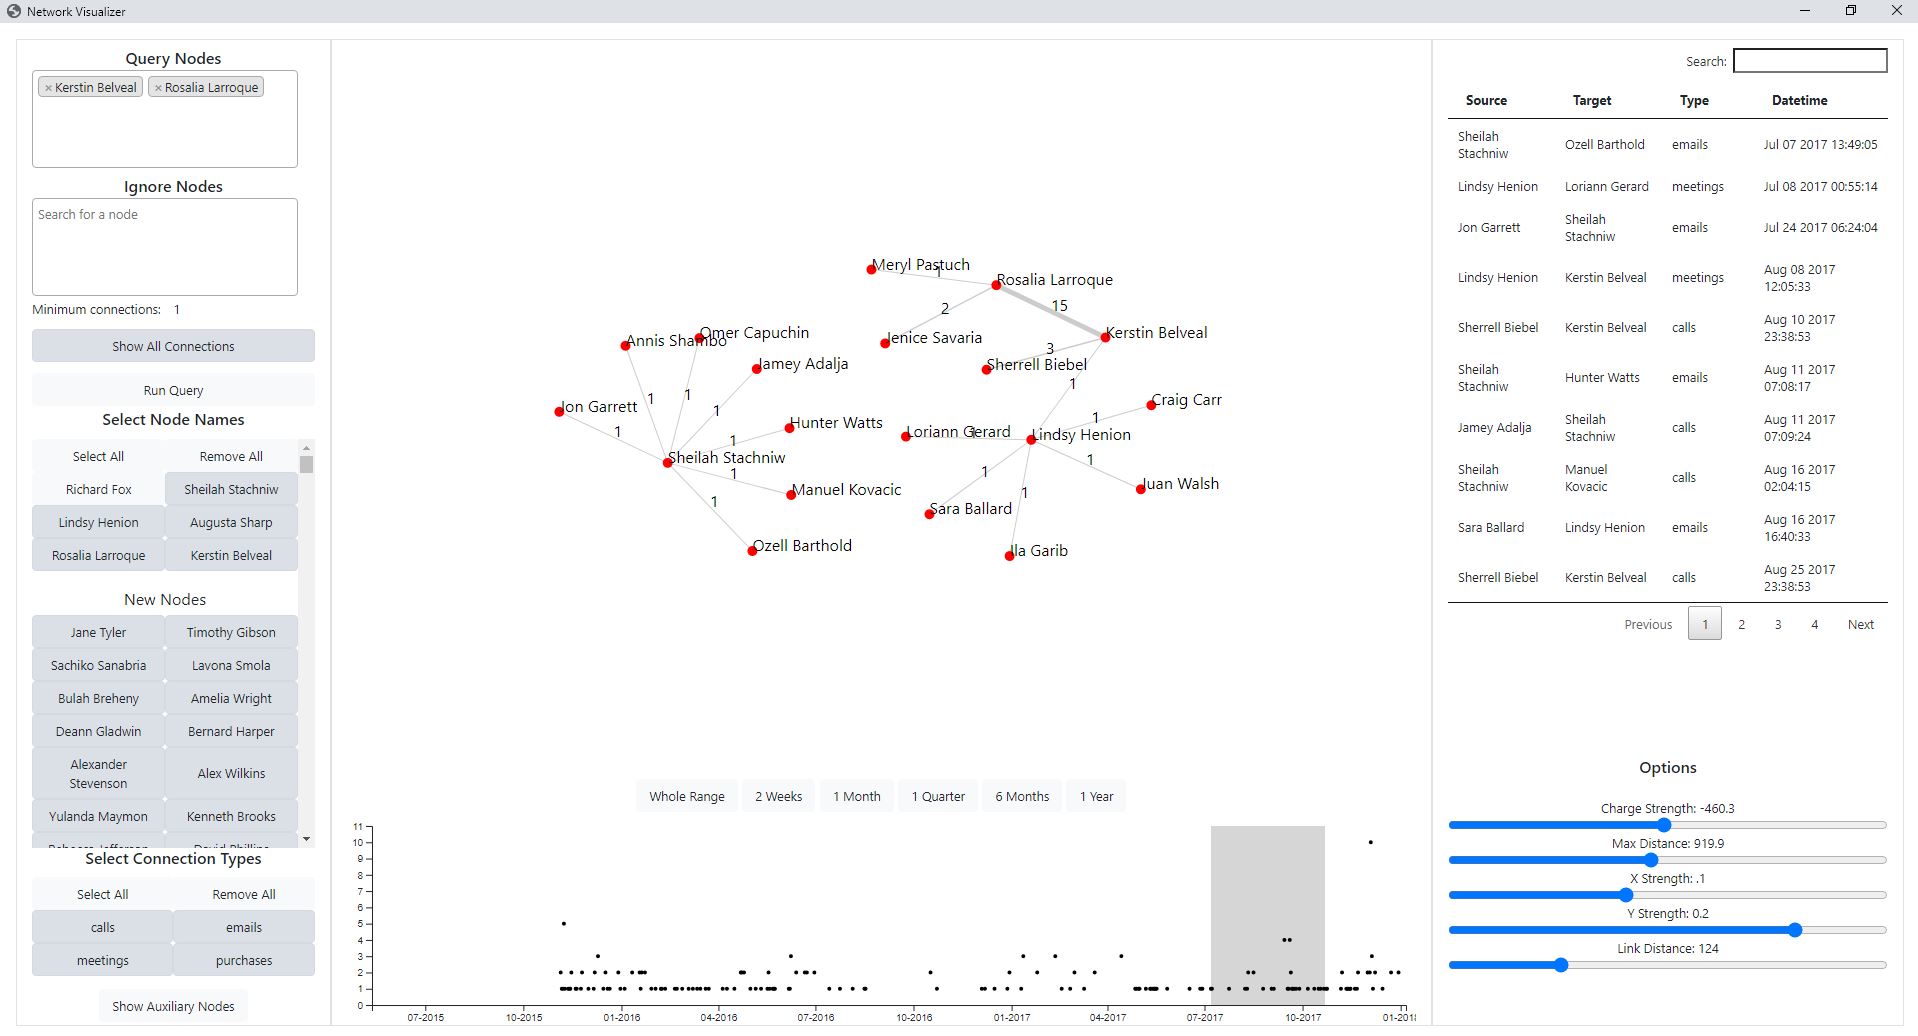 Network Visualizer
Query Nodes
× Kerstin Belveal × Rosalia Larroque
Ignore Nodes
Search for a node
Minimum connections: 1
Show All Connections
Run Query
Select Node Names
Select All Remove All
Richard Fox Sheilah Stachniw
Lindsy Henion Augusta Sharp
Rosalia Larroque Kerstin Belveal
New Nodes
Jane Tyler Timothy Gibson
Sachiko Sanabria Lavona Smola
Bulah Breheny Amelia Wright
Deann Gladwin Bernard Harper
Alexander
Stevenson
Alex Wilkins
Yulanda Maymon Kenneth Brooks
Select Connection Types
Select All Remove All
calls emails
meetings purchases
Show Auxiliary Nodes
Meryl Pastuch
1
Rosalia Larroque
15
2
Omer Capuchin
Annis Shambo
Jenice Savaria
Kerstin Belveal
3
Jamey Adalja
Sherrell Biebel
1
1
1
1
Craig Carr
Jon Garrett
1
1
Hunter Watts
Loriann Gerard
1
Lindsy Henion
1
1
Sheilah Stachniw
1
1
1
Manuel Kovacic
Juan Walsh
1
1
Sara Ballard
Ozell Barthold
Ila Garib
Whole Range 2 Weeks 1 Month 1 Quarter 6 Months 1 Year
11
10
9
8
7
6
5
4
3
2
1
0
07-2015 10-2015 01-2016 04-2016 07-2016 10-2016 01-2017 04-2017 07-2017 10-2017
Search:
Source Target Type Datetime
Sheilah
Stachniw
Ozell Barthold emails Jul 07 2017 13:49:05
Lindsy Henion Loriann Gerard meetings Jul 08 2017 00:55:14
Jon Garrett
Sheilah
Stachniw
emails Jul 24 2017 06:24:04
Lindsy Henion Kerstin Belveal meetings
Aug 08 2017
12:05:33
Sherrell Biebel Kerstin Belveal calls
Aug 10 2017
23:38:53
Sheilah
Stachniw
Hunter Watts emails
Aug 11 2017
07:08:17
Jamey Adalja
Sheilah
Stachniw
calls
Aug 11 2017
07:09:24
Sheilah
Stachniw
Manuel
Kovacic
calls
Aug 16 2017
02:04:15
Sara Ballard Lindsy Henion emails
Aug 16 2017
16:40:33
Sherrell Biebel Kerstin Belveal calls
Aug 25 2017
23:38:53
Previous 1 2 3 4 Next
Options
Charge Strength: -460.3
Max Distance: 919.9
X Strength: .1
Y Strength: 0.2
Link Distance: 124